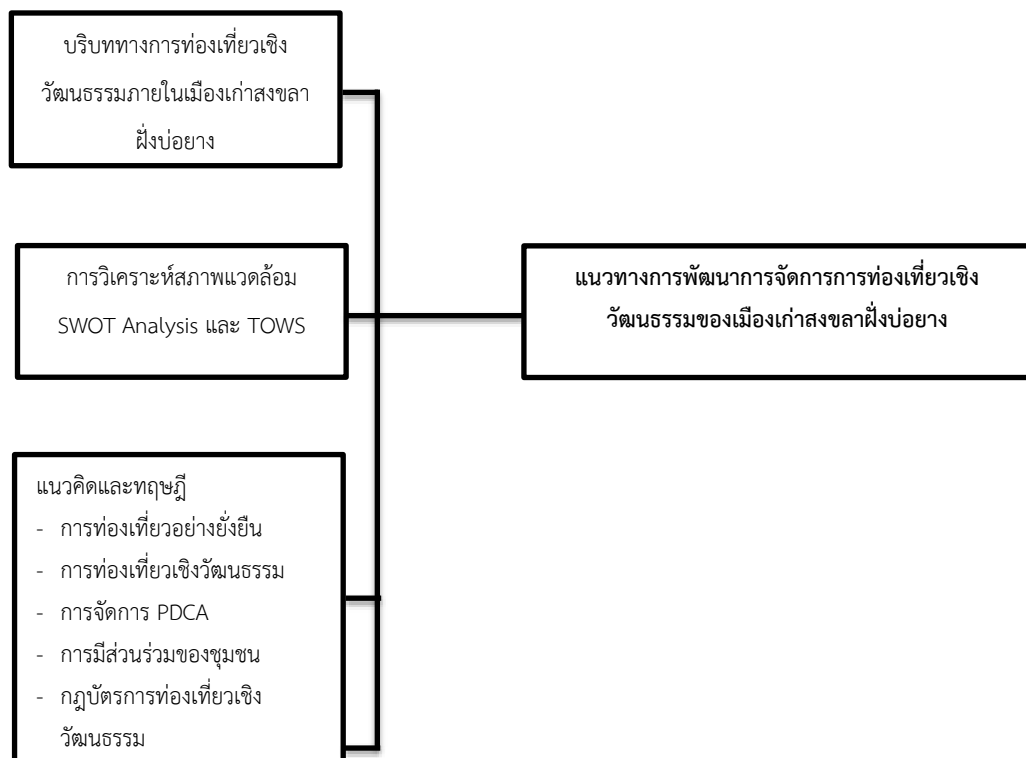 บริบททางการท่องเที่ยวเชิง
วัฒนธรรมภายในเมืองเก่าสงขลา
ฝั่งบ่อยาง
การวิเคราะห์สภาพแวดล้อม
SWOT Analysis และ TOWS
แนวทางการพัฒนาการจัดการการท่องเที่ยวเชิง
วัฒนธรรมของเมืองเก่าสงขลาฝั่งบ่อยาง
แนวคิดและทฤษฎี
- การท่องเที่ยวอย่างยั่งยืน
- การท่องเที่ยวเชิงวัฒนธรรม
- การจัดการ PDCA
- การมีส่วนร่วมของชุมชน
- กฎบัตรการท่องเที่ยวเชิง
วัฒนธรรม